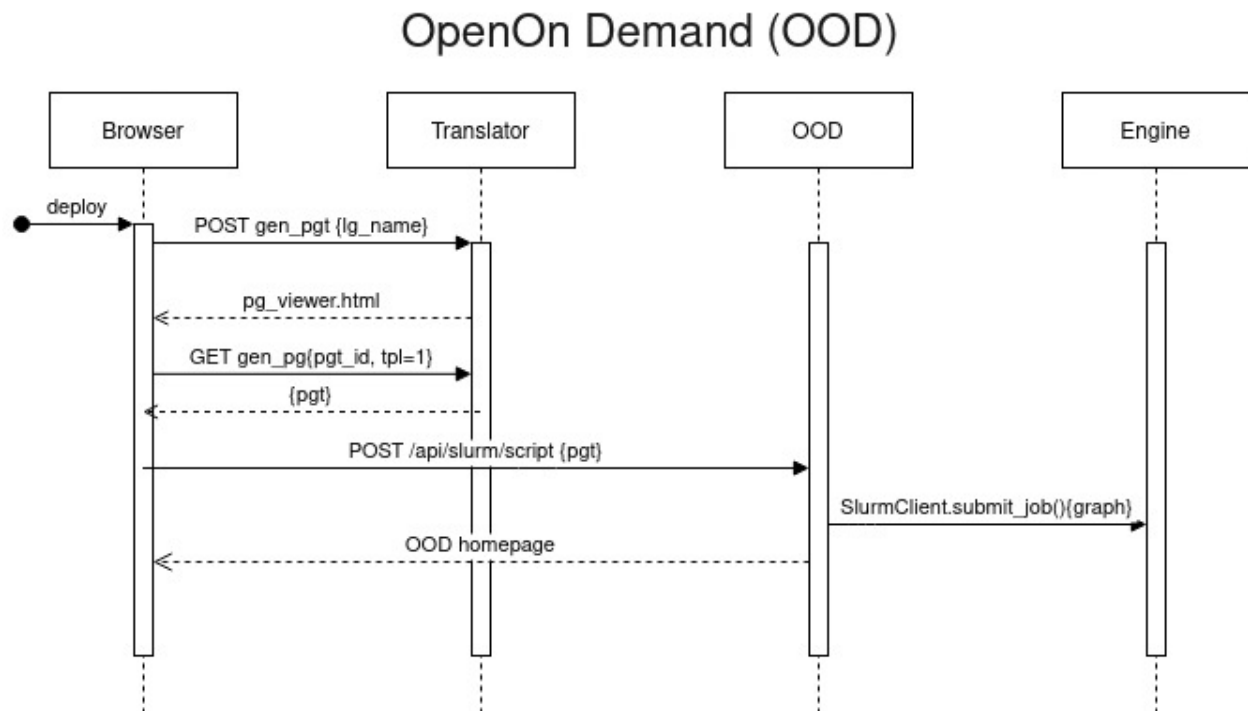 OpenOn Demand (OOD)
Browser
Translator
OOD
Engine
deploy
POST gen_pgt {lg_name}
pg_viewer.html
GET gen_pg{pgt_id, tpl=1}
{pgt}
POST /api/slurm/script {pgt}
SlurmClient.submit_job(){graph}
OOD homepage